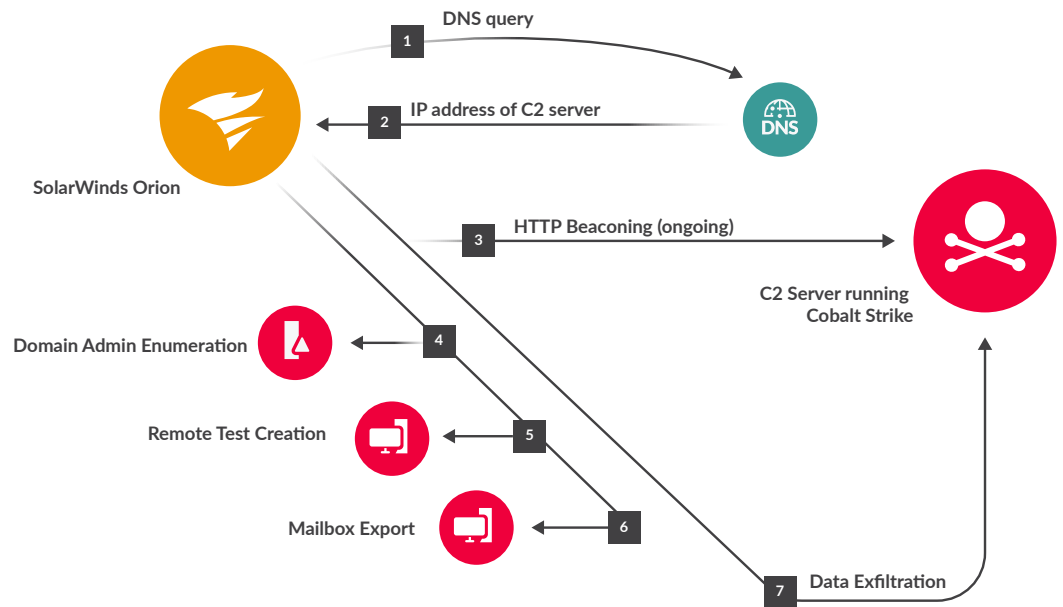 DNS query
1
IP address of C2 server
2
DNS
SolarWinds Orion
HTTP Beaconing (ongoing)
3
C2 Server running
Cobalt Strike
4
Domain Admin Enumeration
5
Remote Test Creation
6
Mailbox Export
7
Data Exfiltration